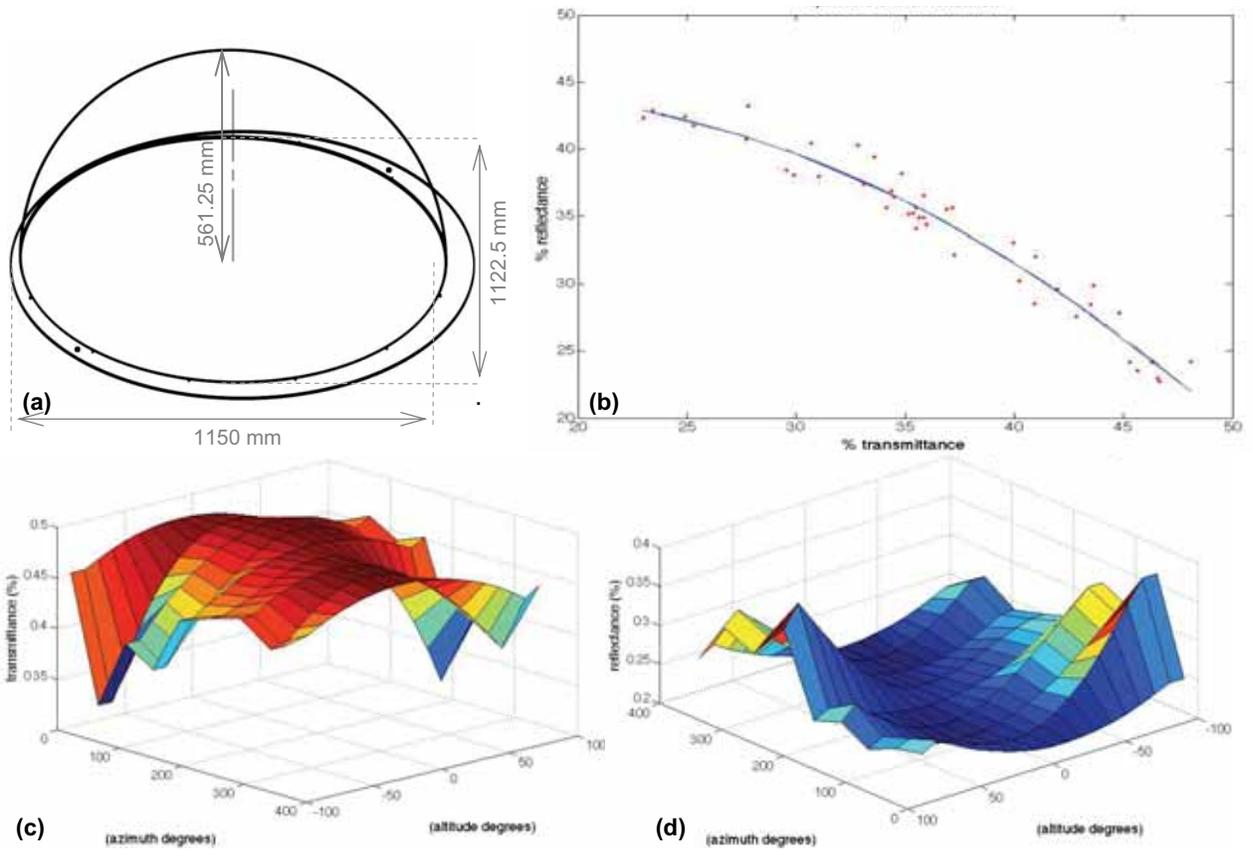 561.25 mm
1122.5 mm
1150 mm
(a)
50
45
40
35
30
25
20
% reflectance
20 25 30 35 40 45 50
% transmittance
(b)
0.5
0.45
0.4
0.35
0
transmittance (%)
100
200
300
400
-100
-50
0
50
100
(azimuth degrees)
(altitude degrees)
(c)
0.4
0.35
0.3
0.25
0.2
reflectance (%)
400
300
200
100
0
100
50
0
-50
-100
(azimuth degrees)
(altitude degrees)
(d)